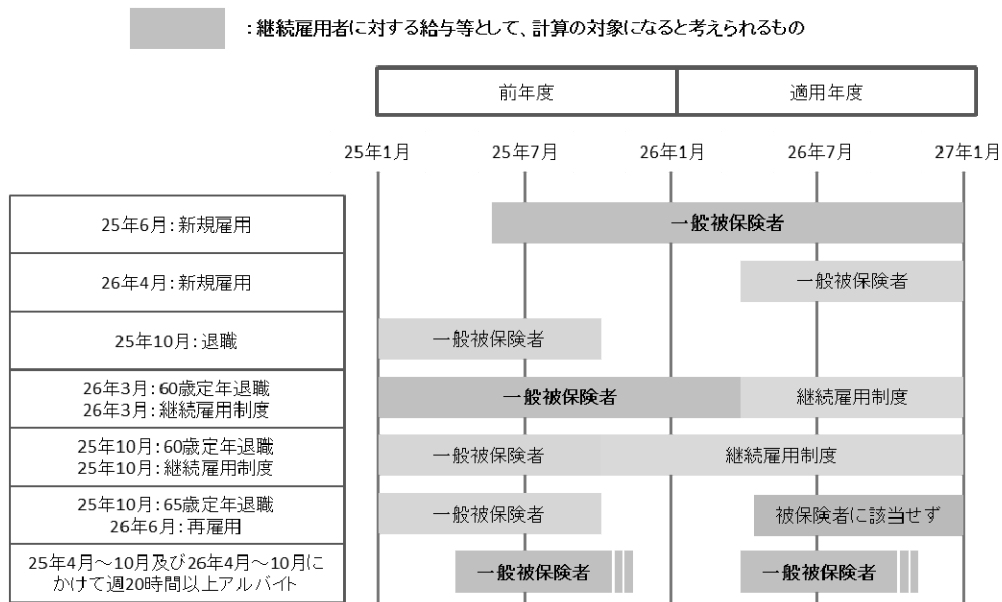 ：継続雇用者に対する給与等として、計算の対象になると考えられるもの
前年度
適用年度
25年1月
25年7月
26年1月
26年7月
27年1月
25年6月：新規雇用
一般被保険者
26年4月：新規雇用
一般被保険者
25年10月：退職
一般被保険者
26年3月：60歳定年退職
26年3月：継続雇用制度
一般被保険者
継続雇用制度
25年10月：60歳定年退職
25年10月：継続雇用制度
一般被保険者
継続雇用制度
25年10月：65歳定年退職
26年6月：再雇用
一般被保険者
被保険者に該当せず
25年4月～10月及び26年4月～10月に
かけて週20時間以上アルバイト
一般被保険者
一般被保険者